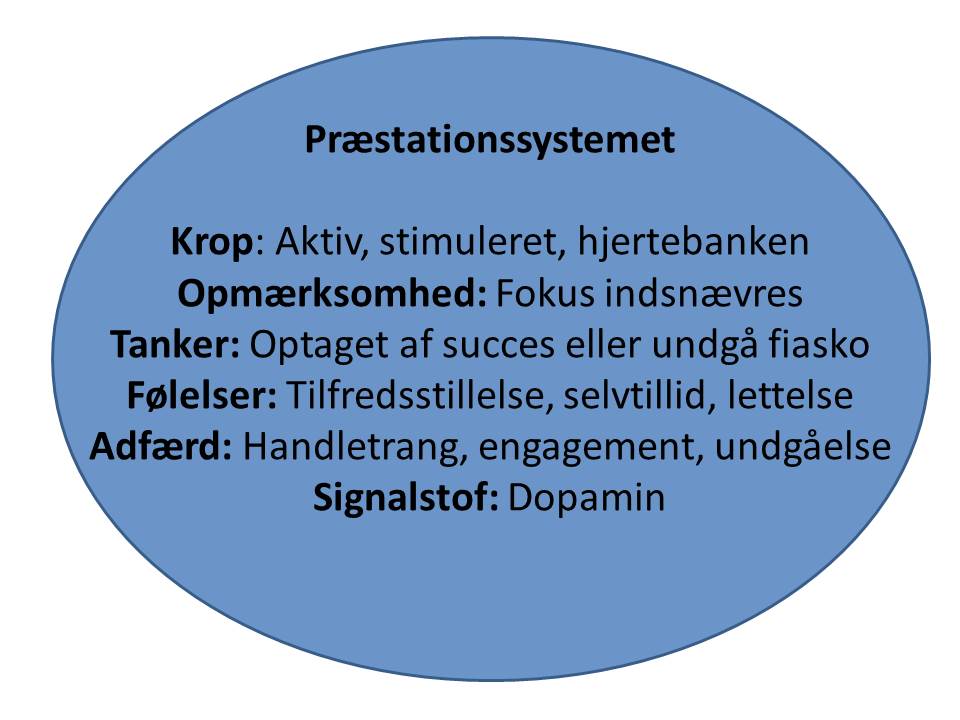 Præstationssystemet
Krop: Aktiv, stimuleret, hjertebanken
Opmærksomhed: Fokus indsnævres
Tanker: Optaget af succes eller undgå fiasko
Følelser: Tilfredsstillelse, selvtillid, lettelse
Adfærd: Handletrang, engagement, undgåelse
Signalstof: Dopamin